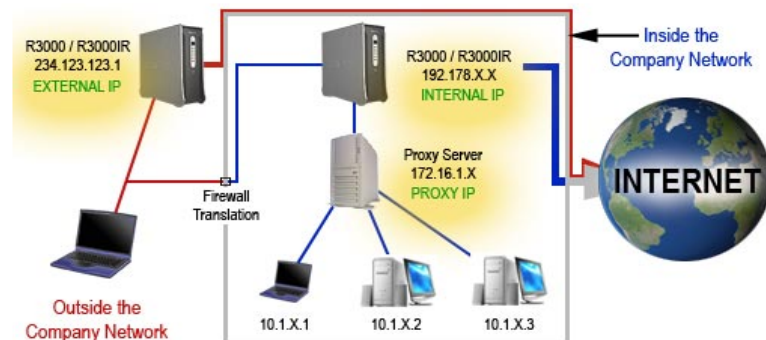 R3000 / R3000IR
234.123.123.1
EXTERNAL IP
R3000 / R3000IR
192.178.X.X
INTERNAL IP
Inside the
Company Network
Proxy Server
172.16.1.X
PROXY IP
INTERNET
Firewall
Translation
Outside the
Company Network
10.1.X.1
10.1.X.2
10.1.X.3